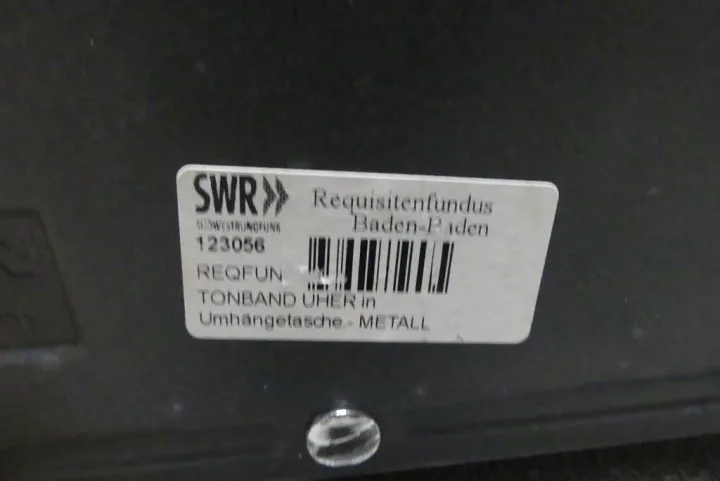 SWR»
SÜDWESTRUNDFUNK
Requisitenfundus
Baden-Baden
123056
REQFUN
TONBAND UHER in
Umhängetasche.- METALL